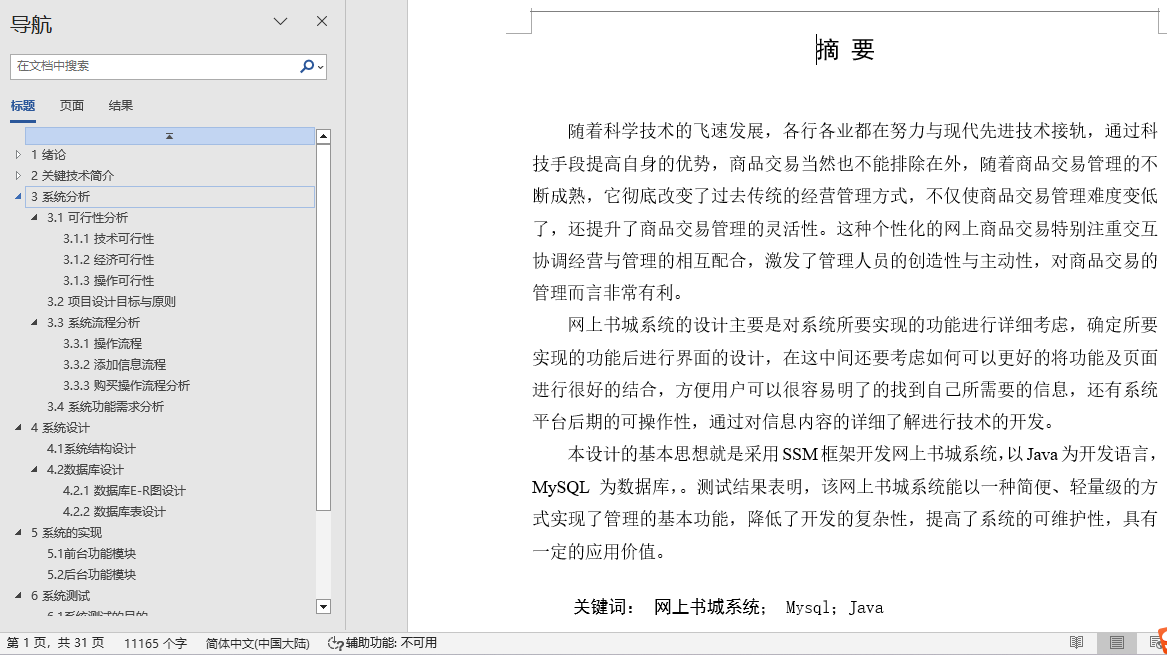 导航
在文档中搜索
标题 页面 结果
1 绪论
2 关键技术简介
3 系统分析
3.1 可行性分析
3.1.1 技术可行性
3.1.2 经济可行性
3.1.3 操作可行性
3.2 项目设计目标与原则
3.3 系统流程分析
3.3.1 操作流程
3.3.2 添加信息流程
3.3.3 购买操作流程分析
3.4 系统功能需求分析
4 系统设计
4.1系统结构设计
4.2数据库设计
4.2.1 数据库E-R图设计
4.2.2 数据库表设计
5 系统的实现
5.1前台功能模块
5.2后台功能模块
6 系统测试
6.1系统测试的目的
摘 要
随着科学技术的飞速发展，各行各业都在努力与现代先进技术接轨，通过科
技手段提高自身的优势，商品交易当然也不能排除在外，随着商品交易管理的不
断成熟，它彻底改变了过去传统的经营管理方式，不仅使商品交易管理难度变低
了，还提升了商品交易管理的灵活性。这种个性化的网上商品交易特别注重交互
协调经营与管理的相互配合，激发了管理人员的创造性与主动性，对商品交易的
管理而言非常有利。
网上书城系统的设计主要是对系统所要实现的功能进行详细考虑，确定所要
实现的功能后进行界面的设计，在这中间还要考虑如何可以更好的将功能及页面
进行很好的结合，方便用户可以很容易明了的找到自己所需要的信息，还有系统
平台后期的可操作性，通过对信息内容的详细了解进行技术的开发。
本设计的基本思想就是采用SSM框架开发网上书城系统，以Java为开发语言，
MySQL 为数据库，。测试结果表明，该网上书城系统能以一种简便、轻量级的方
式实现了管理的基本功能，降低了开发的复杂性，提高了系统的可维护性，具有
一定的应用价值。
关键词： 网上书城系统； Mysql；Java
第 1 页，共 31 页 11165 个字 简体中文(中国大陆) 辅助功能: 不可用